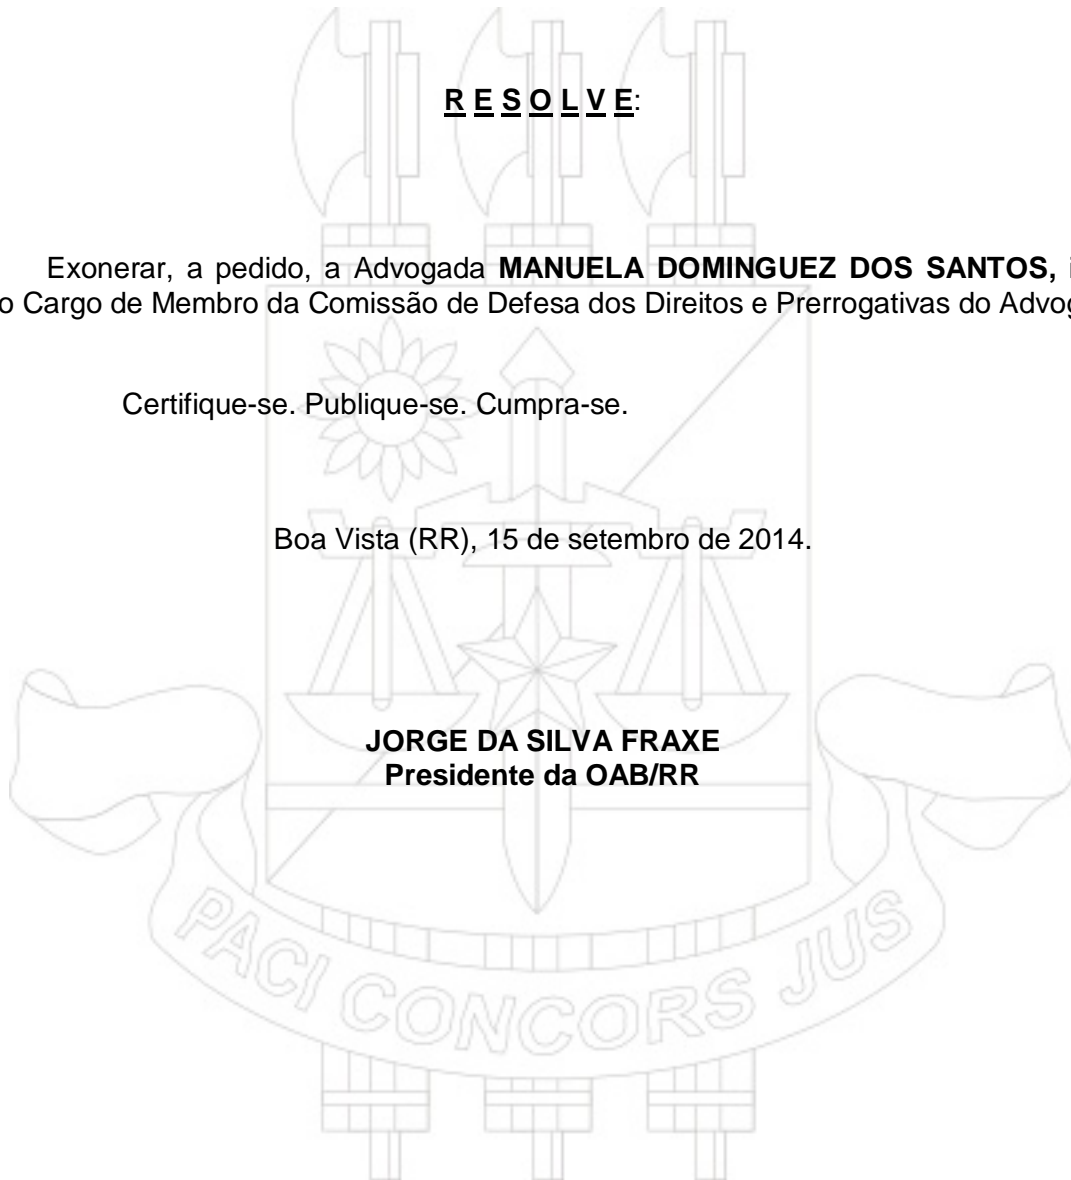 R E S O L V E:
Exonerar, a pedido, a Advogada MANUELA DOMINGUEZ DOS SANTOS,
o Cargo de Membro da Comissão de Defesa dos Direitos e Prerrogativas do
Certifique-se. Publique-se. Cumpra-se.
Boa Vista (RR), 15 de setembro de 2014.
JORGE DA SILVA FRAXE
Presidente da OAB/RR
PACI CONCORS JUS